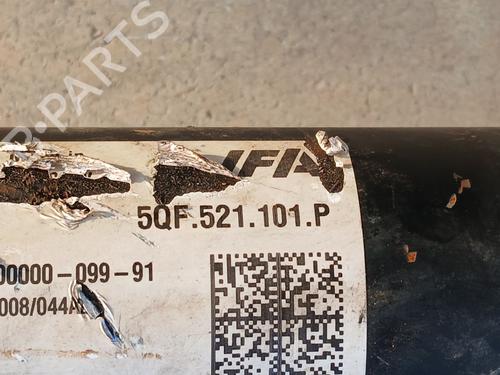 B-PARTS
IFA
5QF.521.101.P
00000-099-91
008/044A